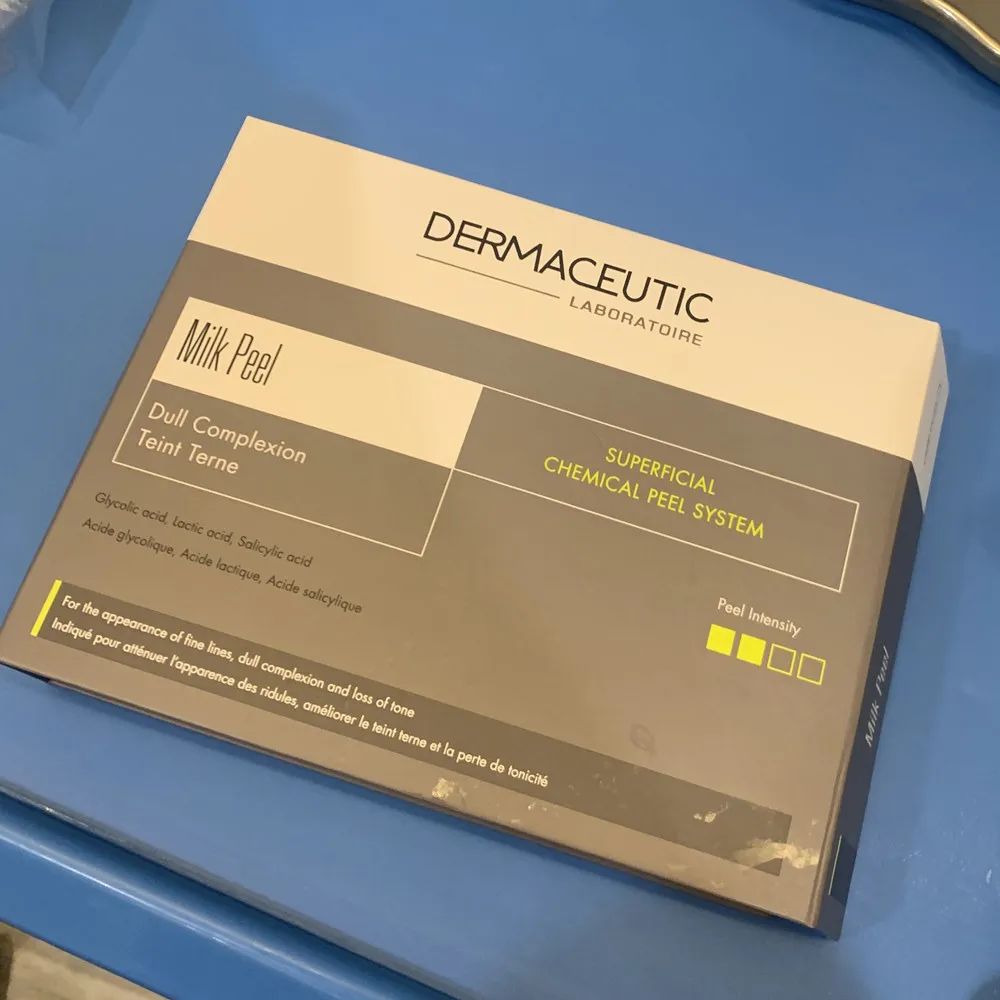 DERMACEUTIC
LABORATOIRE
Milk Peel
Dull Complexion
Teint Terne
SUPERFICIAL
CHEMICAL PEEL SYSTEM
Glycolic acid, Lactic acid, Salicylic acid
Acide glycolique, Acide lactique, Acide salicylique
Peel Intensity
For the appearance of fine lines, dull complexion and loss of tone
Indiqué pour atténuer l'apparence des ridules, améliorer le teint terne et la perte de tonicité
Milk Peel